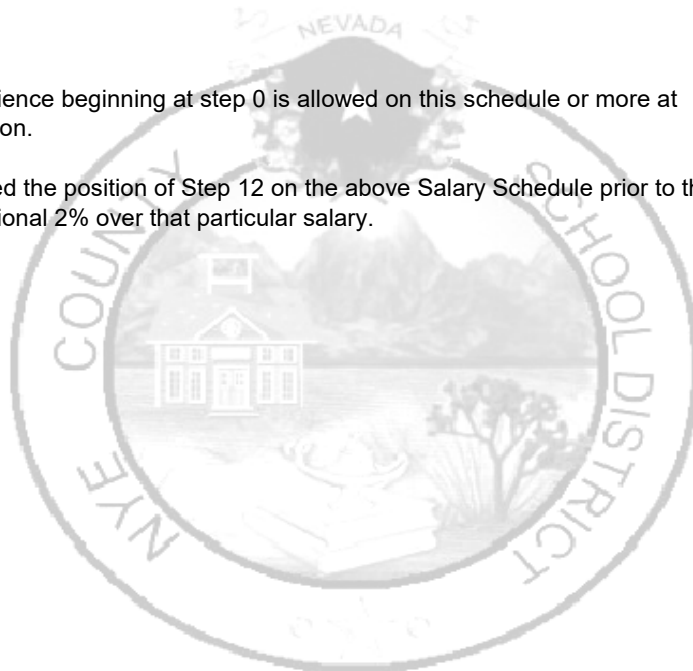 NEVADA
ience beginning at step 0 is allowed on this schedule or more at
on.
ed the position of Step 12 on the above Salary Schedule prior to th
ional 2% over that particular salary.
NYE COUNTY SCHOOL DISTRICT